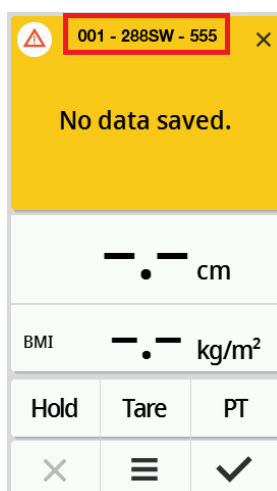 001 - 288SW - 555
No data saved.
-.- cm
BMI -.- kg/m²
Hold Tare PT